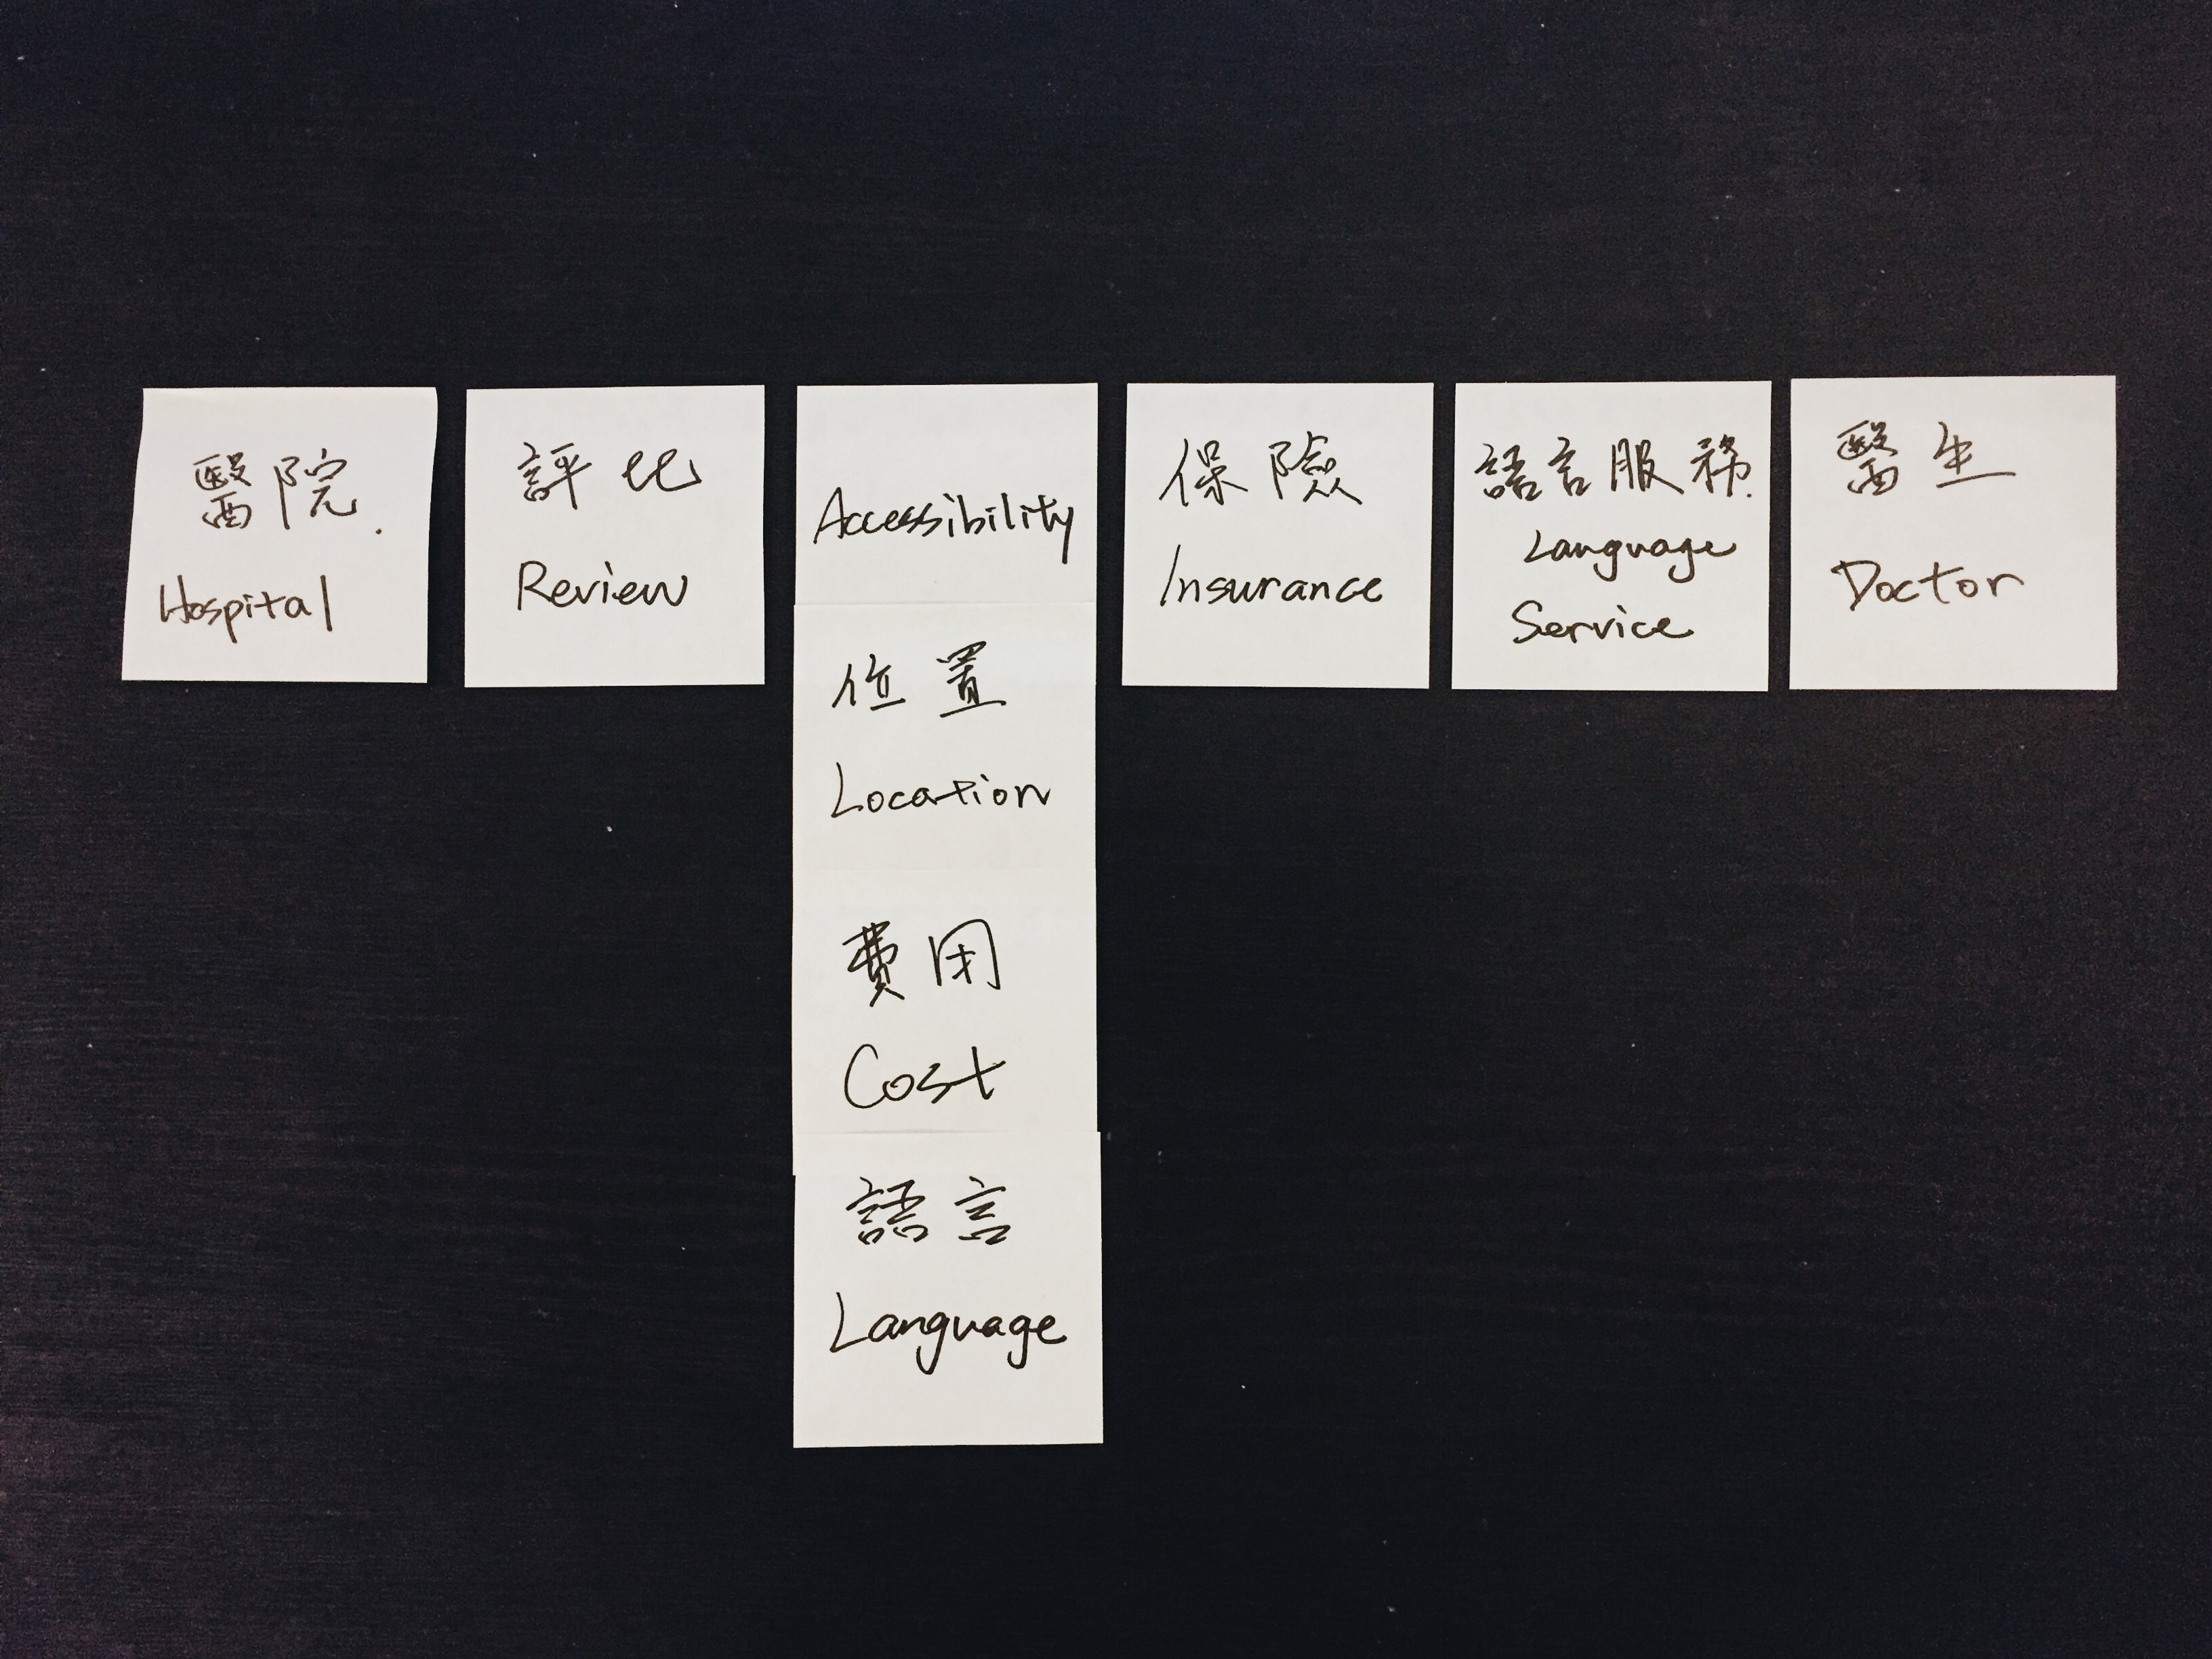 醫院.
Hospital
評比
Review
Accessibility
位置
Location
費用
Cost
語言
Language
保險
Insurance
語言服務.
Language
Service
醫生
Doctor